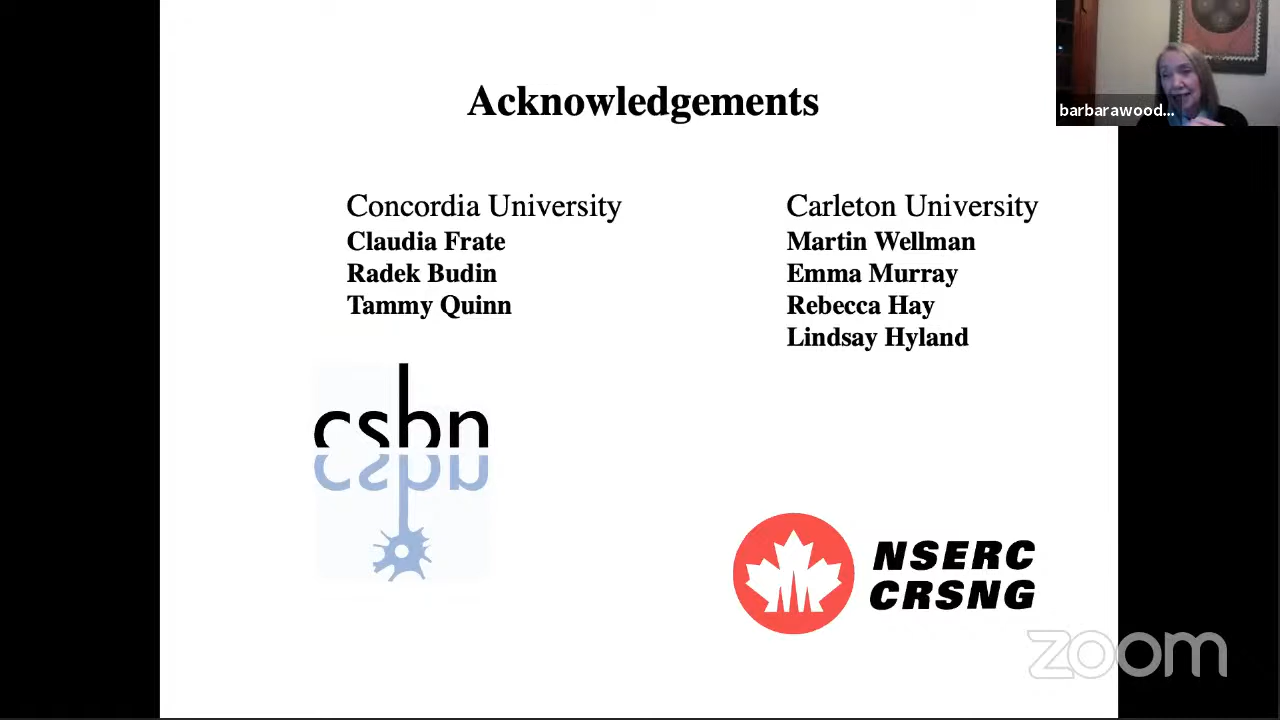 Acknowledgements
barbarawood...
Concordia University
Claudia Frate
Radek Budin
Tammy Quinn
Carleton University
Martin Wellman
Emma Murray
Rebecca Hay
Lindsay Hyland
csbn
NSERC
CRSNG
zoom